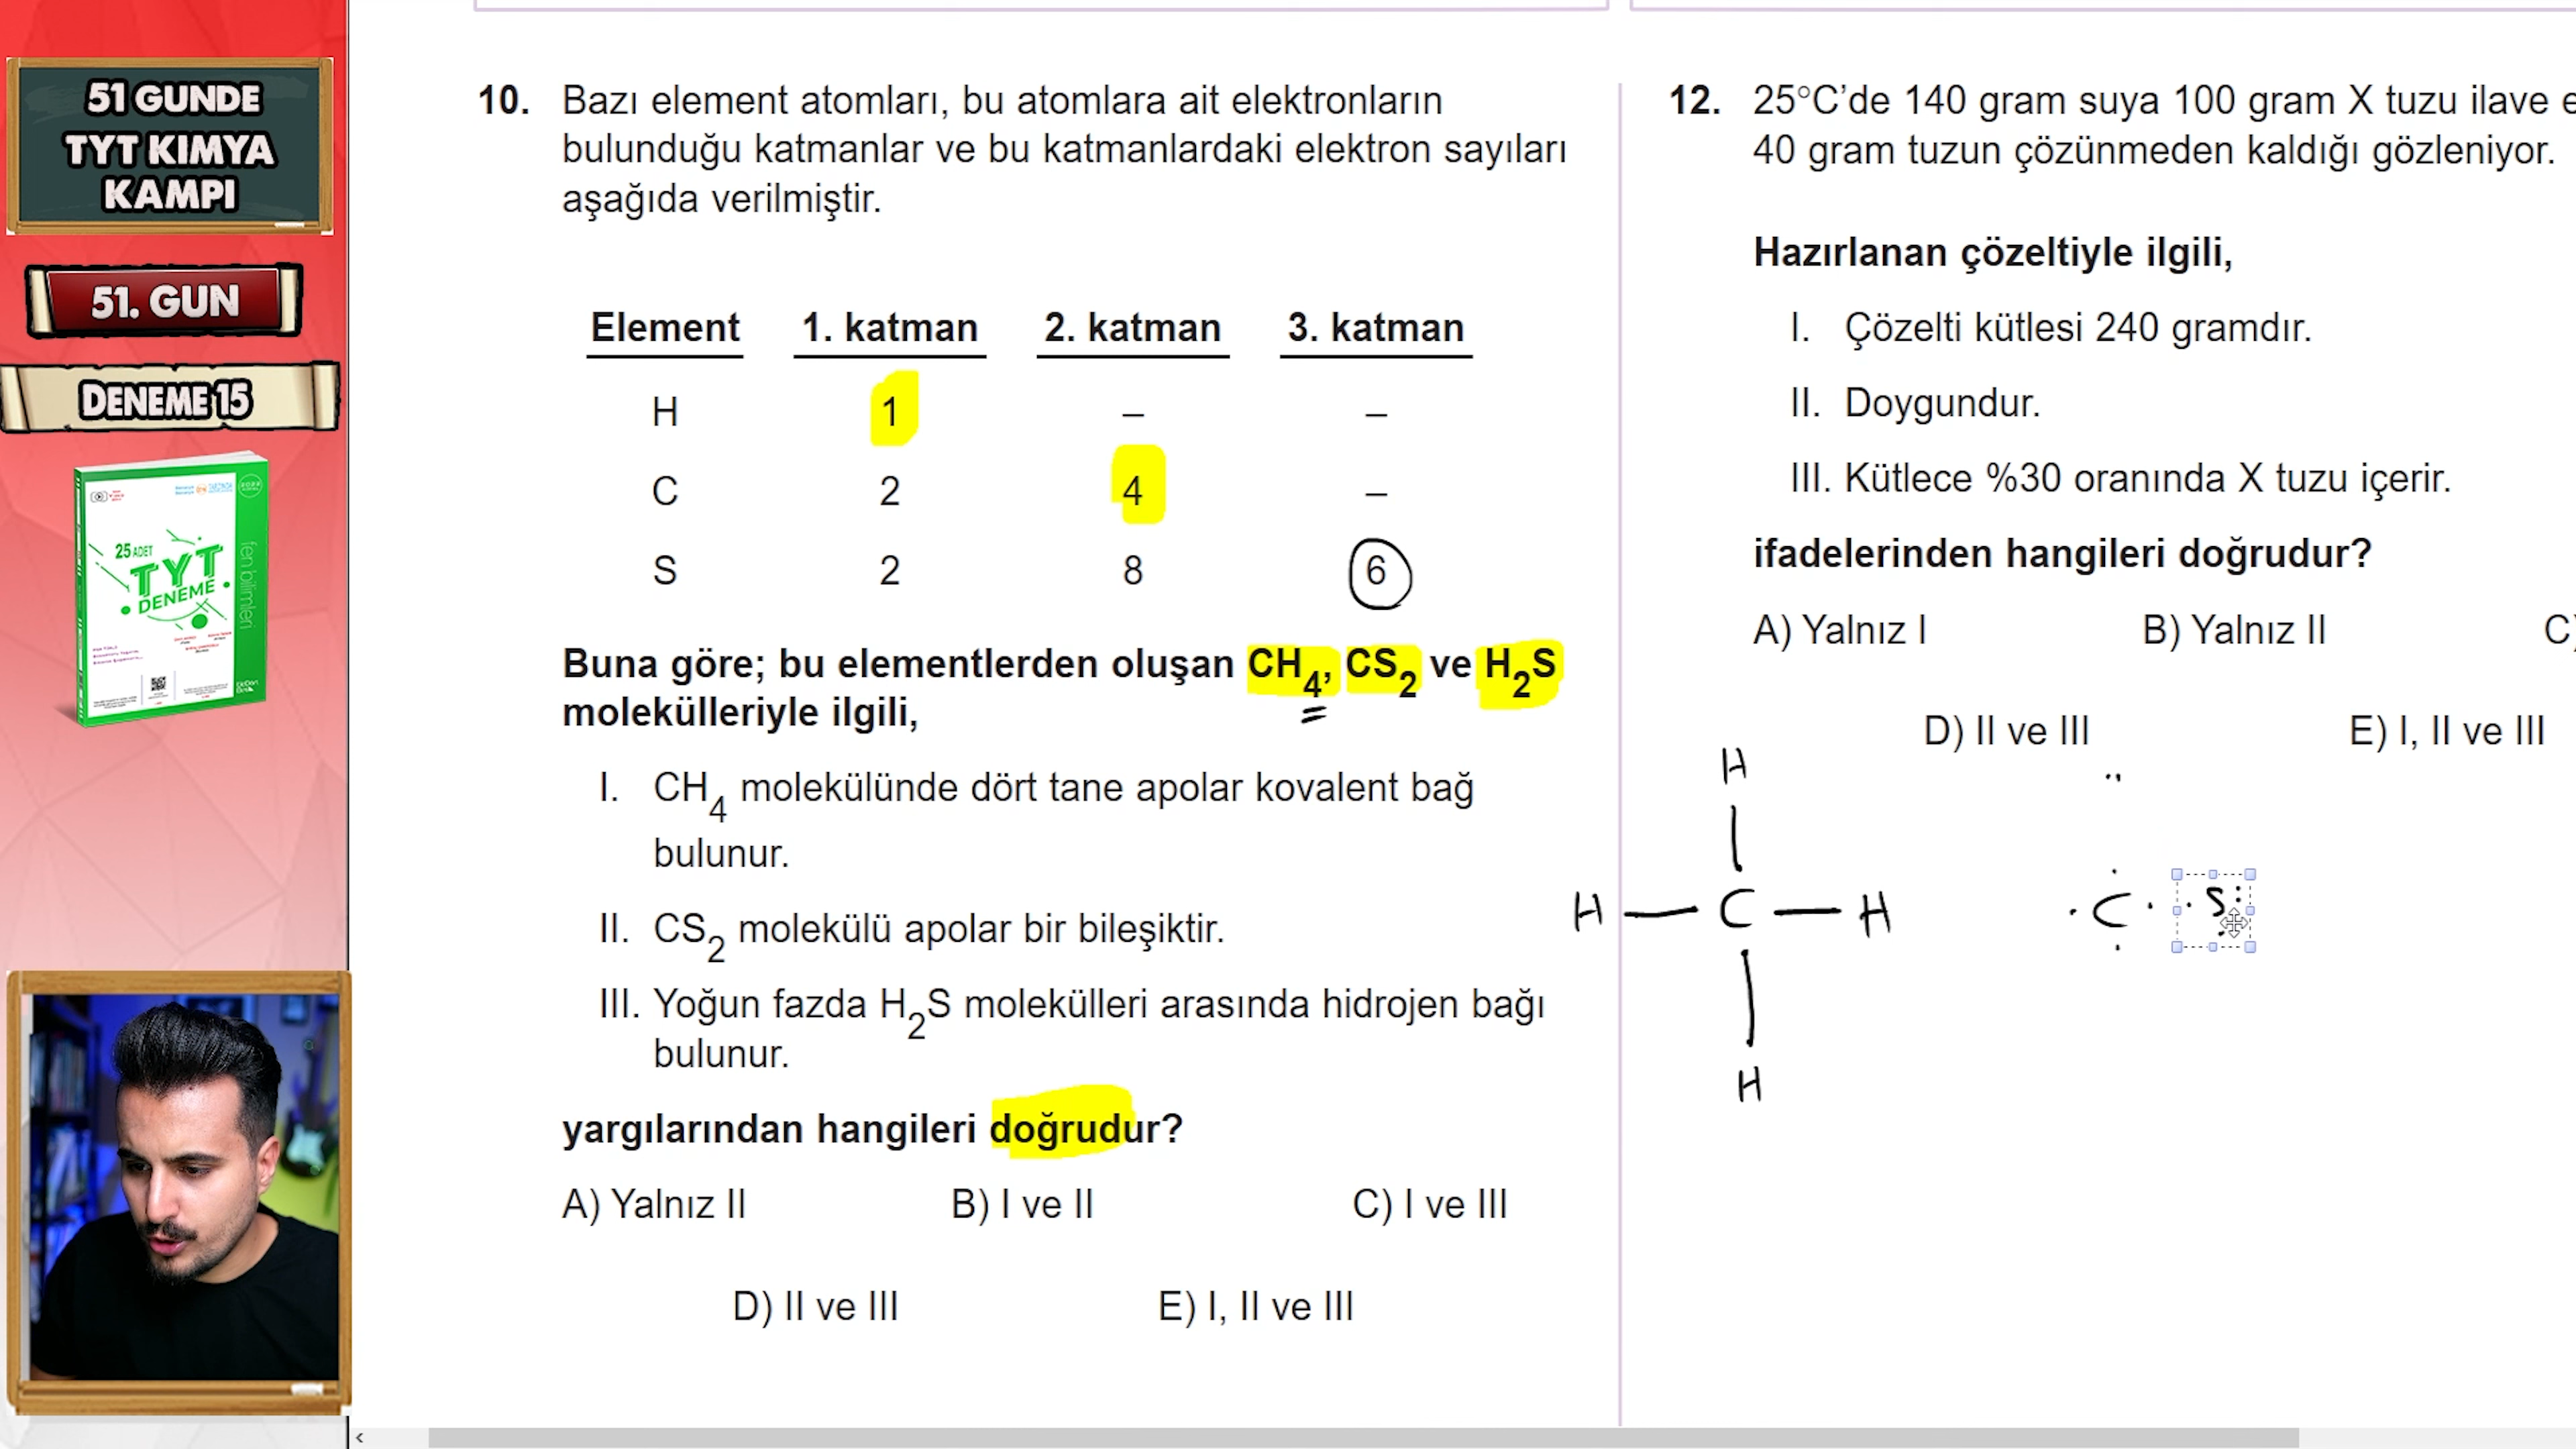 51 GUNDE
TYT KIMYA
KAMPI
51. GUN
DENEME 15
25 ADET
TYT
DENEME
fen bilimleri
10. Bazı element atomları, bu atomlara ait elektronların
bulunduğu katmanlar ve bu katmanlardaki elektron sayıları
aşağıda verilmiştir.
Element 1. katman 2. katman 3. katman
H 1 – –
C 2 4 –
S 2 8 6
Buna göre; bu elementlerden oluşan CH4, CS2 ve H2S
molekülleriyle ilgili,
I. CH4 molekülünde dört tane apolar kovalent bağ
bulunur.
II. CS2 molekülü apolar bir bileşiktir.
III. Yoğun fazda H2S molekülleri arasında hidrojen bağı
bulunur.
yargılarından hangileri doğrudur?
A) Yalnız II B) I ve II C) I ve III
D) II ve III E) I, II ve III
12. 25°C'de 140 gram suya 100 gram X tuzu ilave
40 gram tuzun çözünmeden kaldığı gözleniyor.
Hazırlanan çözeltiyle ilgili,
I. Çözelti kütlesi 240 gramdır.
II. Doygundur.
III. Kütlece %30 oranında X tuzu içerir.
ifadelerinden hangileri doğrudur?
A) Yalnız I B) Yalnız II C)
D) II ve III E) I, II ve III
H
H — C — H
H
C S